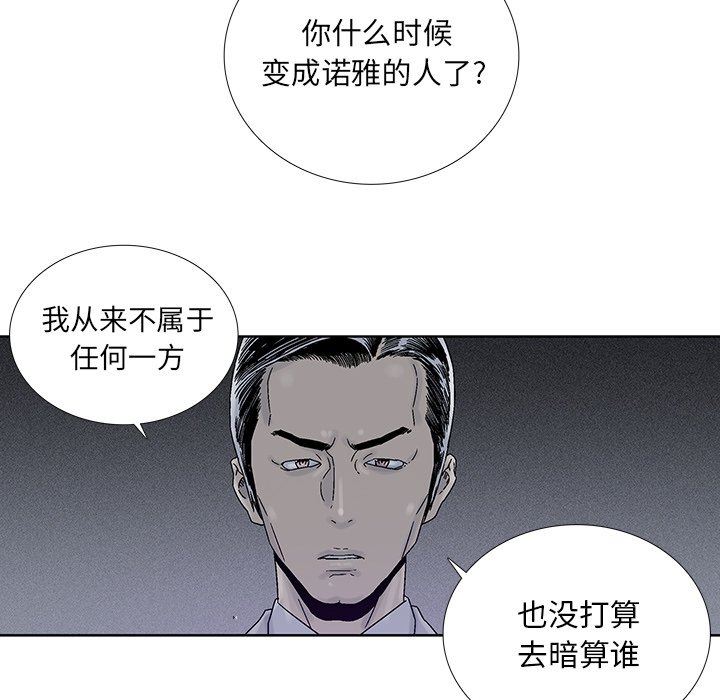 你什么时候
变成诺雅的人了?
我从来不属于
任何一方
也没打算
去暗算谁